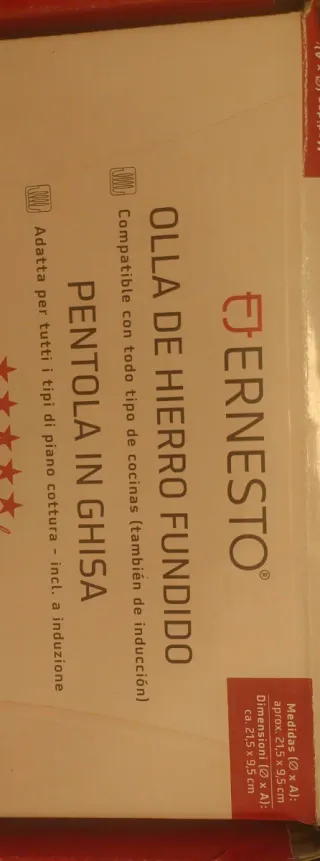 ERNESTO®
OLLA DE HIERRO FUNDIDO
Compatible con todo tipo de cocinas (también de inducción)
PENTOLA IN GHISA
Adatta per tutti i tipi di piano cottura - incl. a induzione
Medidas (Ø x A):
aprox. 21,5 x 9,5 cm
Dimensioni (Ø x A):
ca. 21,5 x 9,5 cm